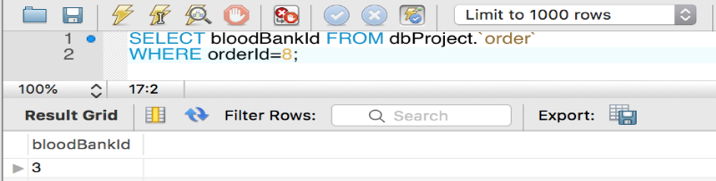 Limit to 1000 rows
1 SELECT bloodBankId FROM dbProject.`order`
2 WHERE orderId=8;
100% 17:2
Result Grid Filter Rows: Search Export:
bloodBankId
3